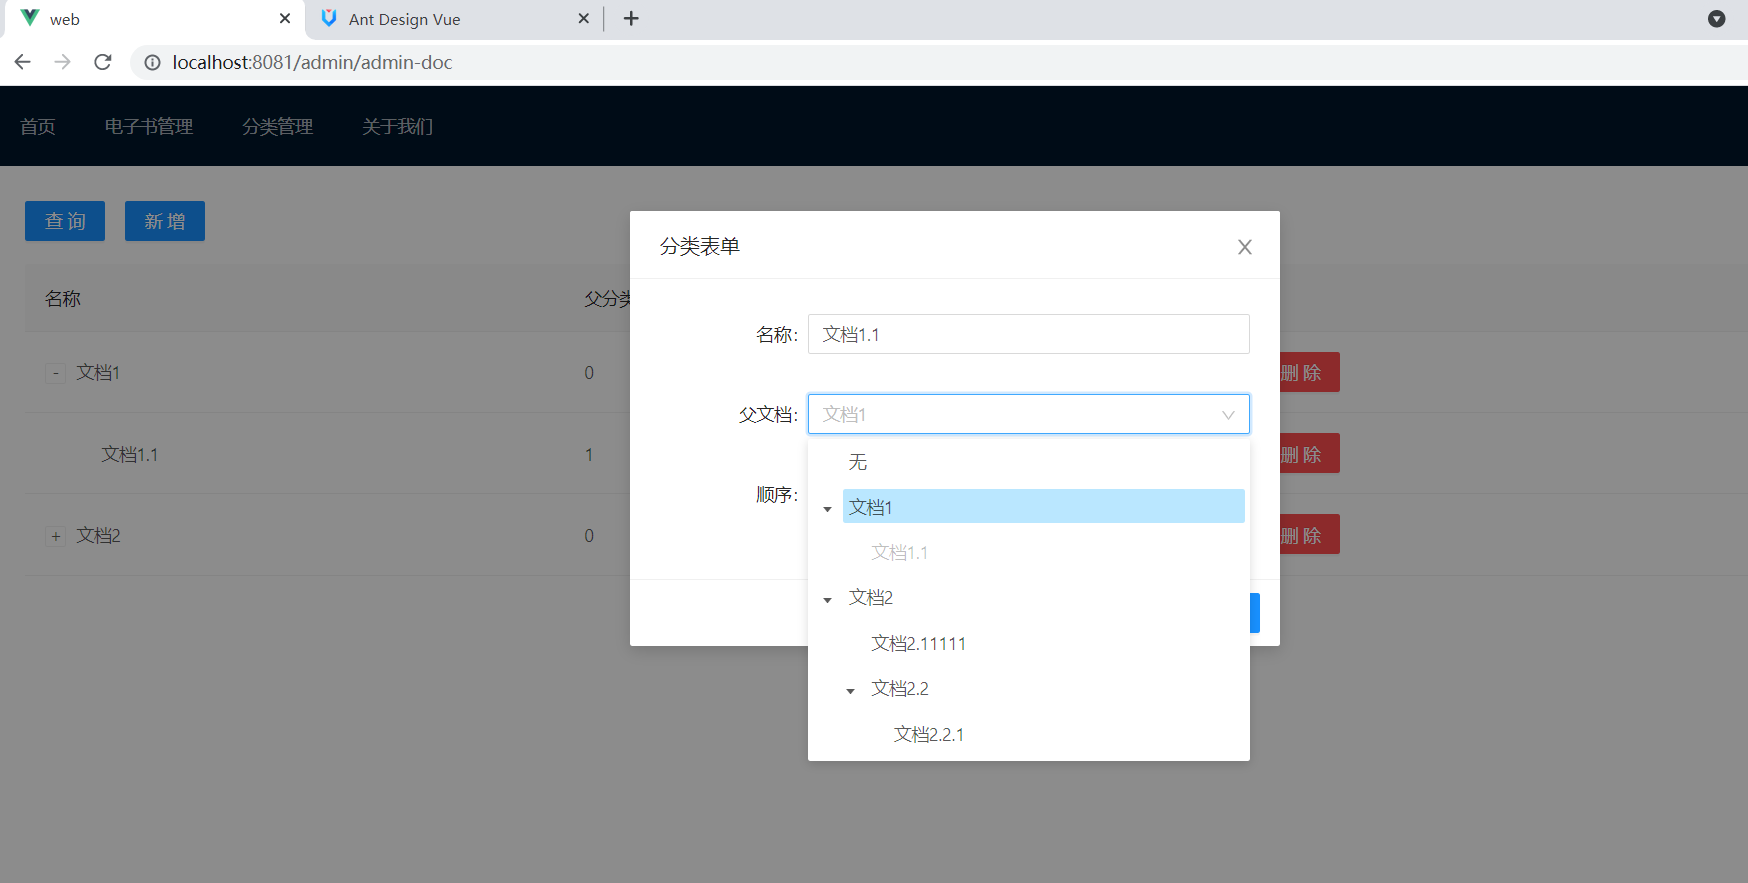 web
Ant Design Vue
localhost:8081/admin/admin-doc
首页 电子书管理 分类管理 关于我们
查 询 新 增
分类表单
名称 父分类
名称: 文档1.1
- 文档1 0 删 除
父文档: 文档1
文档1.1 1 删 除
无
顺序:
文档1
+ 文档2 0 删 除
文档1.1
文档2
文档2.11111
文档2.2
文档2.2.1